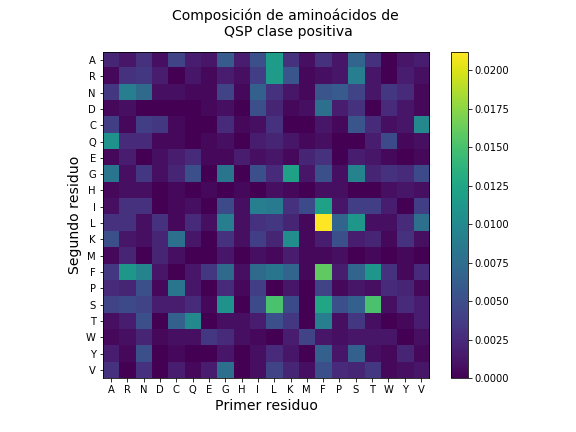 Composición de aminoácidos de
QSP clase positiva
Segundo residuo
A
R
N
D
C
Q
E
G
H
I
L
K
M
F
P
S
T
W
Y
V
A R N D C Q E G H I L K M F P S T W Y V
Primer residuo
0.0200
0.0175
0.0150
0.0125
0.0100
0.0075
0.0050
0.0025
0.0000